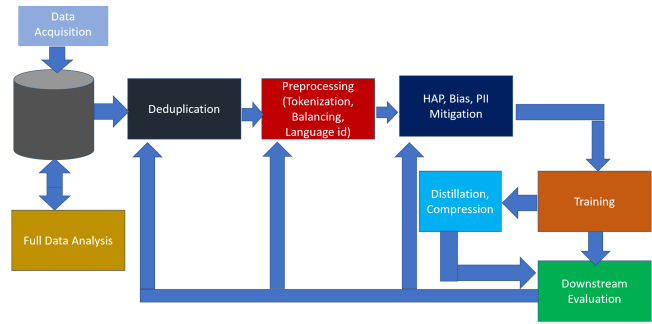 Data
Acquisition
Deduplication
Preprocessing
(Tokenization,
Balancing,
Language id)
HAP, Bias, PII
Mitigation
Distillation,
Compression
Training
Full Data Analysis
Downstream
Evaluation